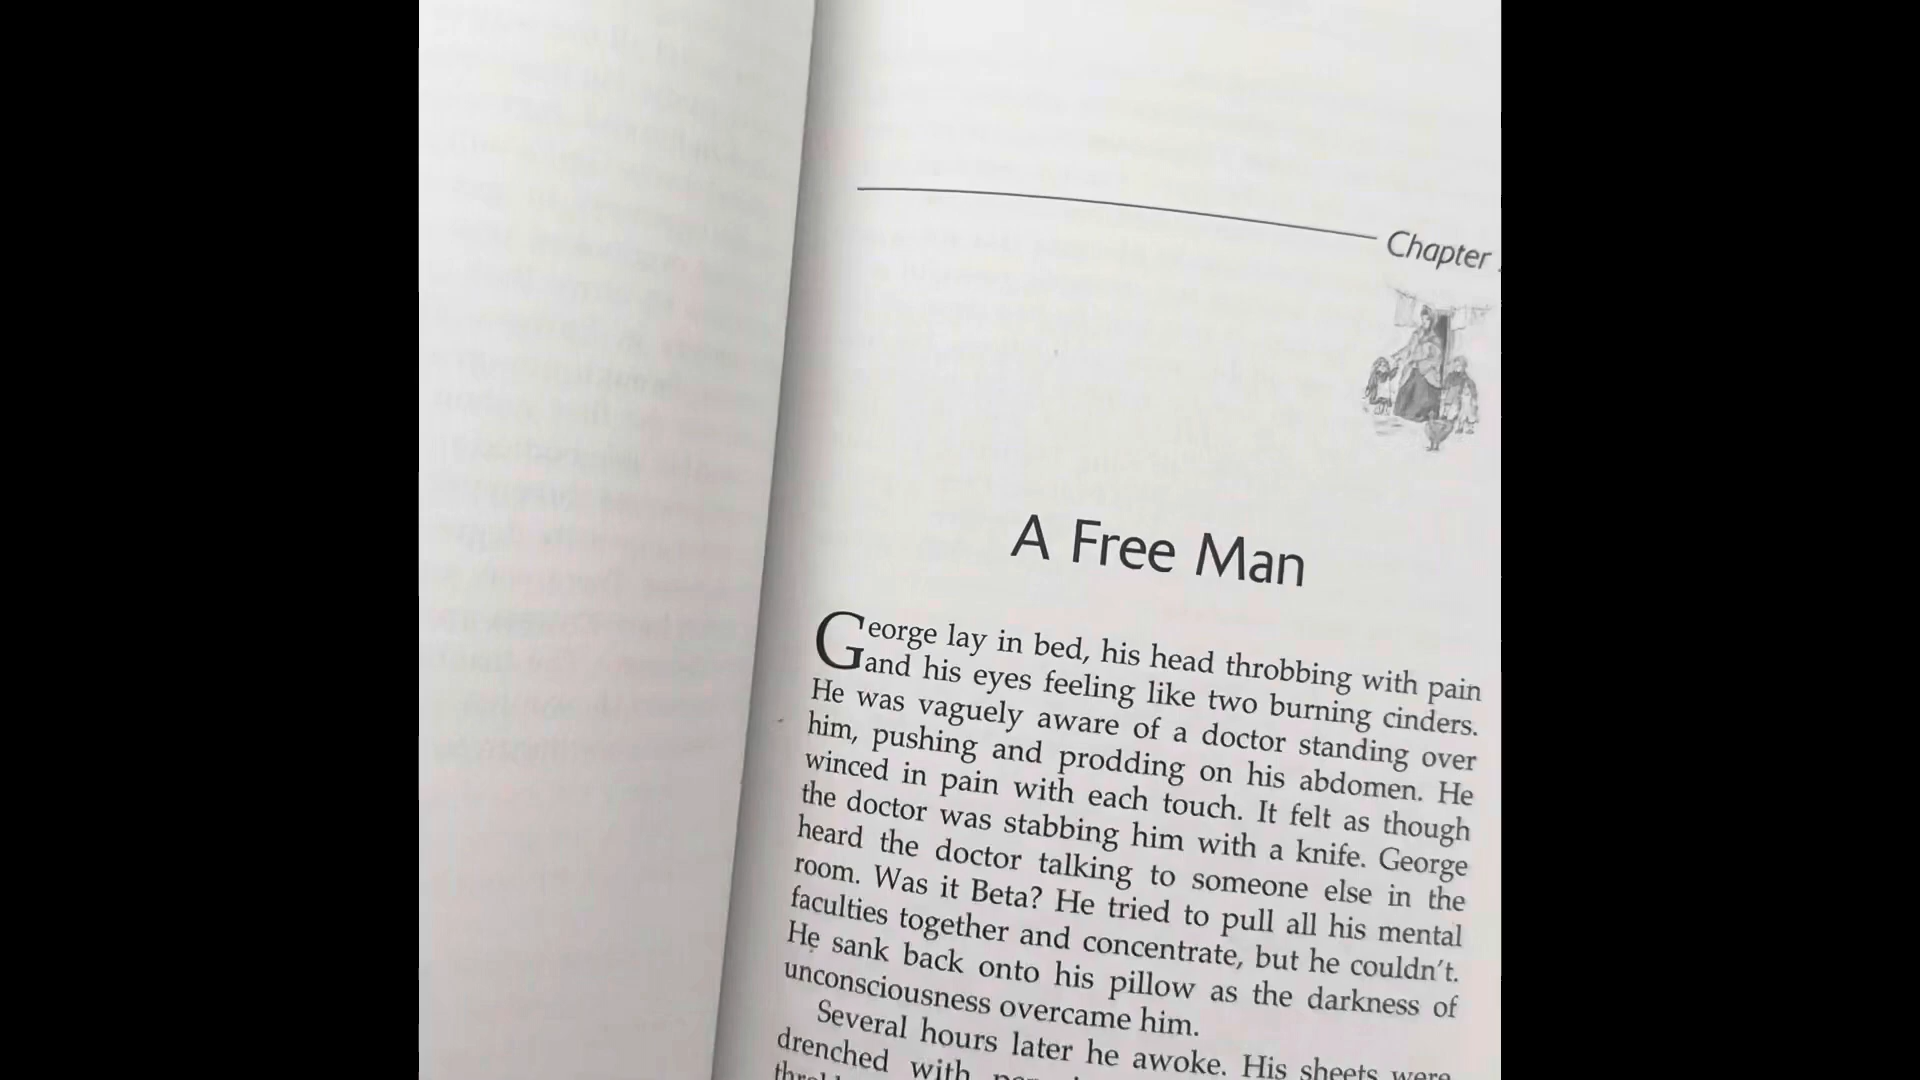 Chapter
A Free Man
George lay in bed, his head throbbing with pain
and his eyes feeling like two burning cinders.
He was vaguely aware of a doctor standing over
him, pushing and prodding on his abdomen. He
winced in pain with each touch. It felt as though
the doctor was stabbing him with a knife. George
heard the doctor talking to someone else in the
room. Was it Beta? He tried to pull all his mental
faculties together and concentrate, but he couldn't.
He sank back onto his pillow as the darkness of
unconsciousness overcame him.
Several hours later he awoke. His sheets were
drenched with